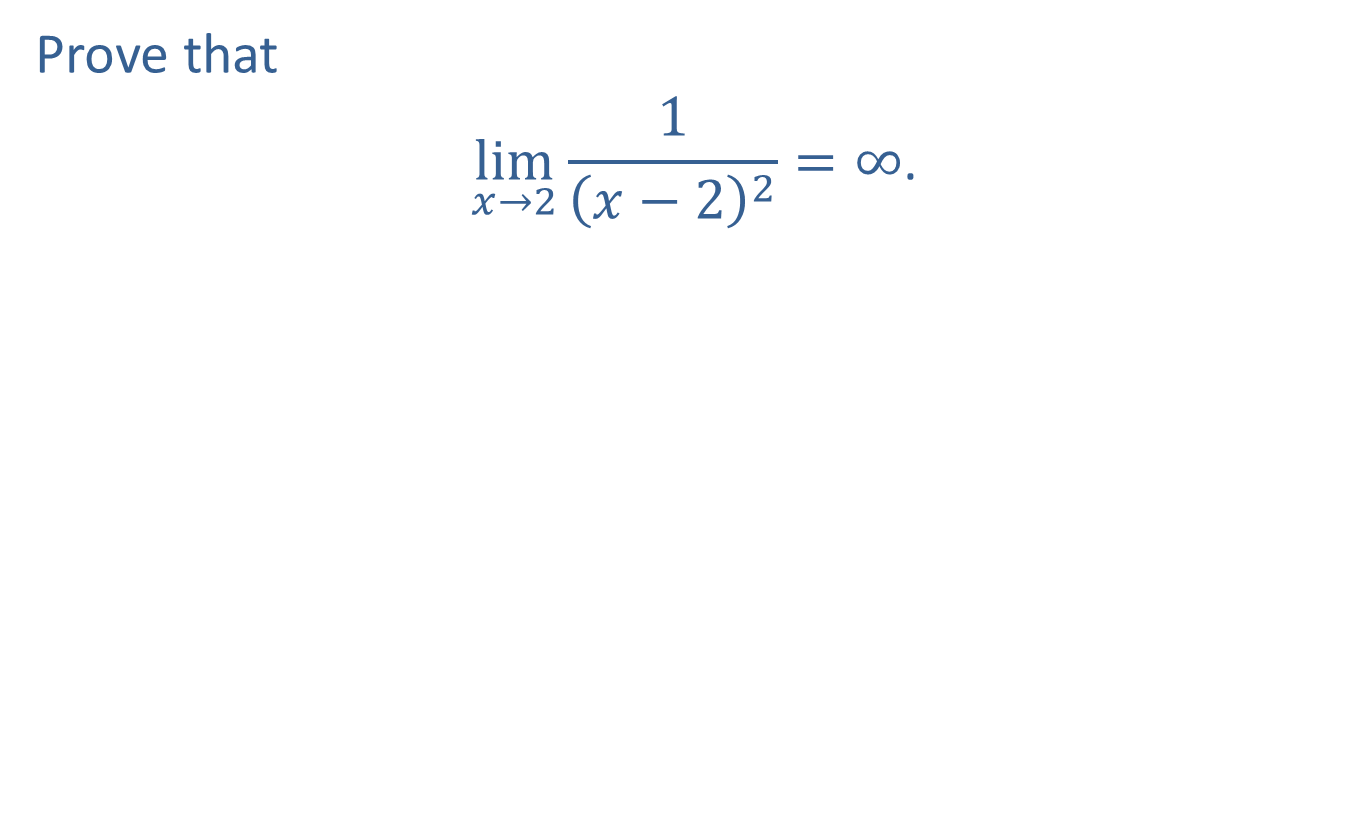 Prove that
lim_{x→2} 1/(x − 2)² = ∞.